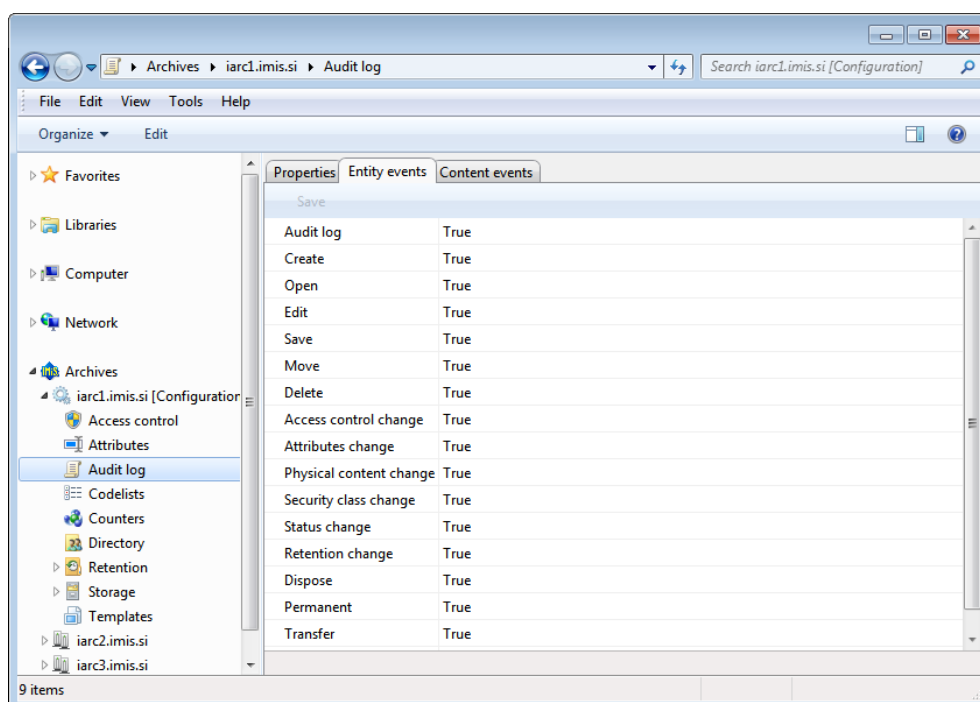 Archives iarc1.imis.si Audit log
Search iarc1.imis.si [Configuration]
File Edit View Tools Help
Organize Edit
Favorites
Libraries
Computer
Network
Archives
iarc1.imis.si [Configuration
Access control
Attributes
Audit log
Codelists
Counters
Directory
Retention
Storage
Templates
iarc2.imis.si
iarc3.imis.si
Properties Entity events Content events
Save
Audit log True
Create True
Open True
Edit True
Save True
Move True
Delete True
Access control change True
Attributes change True
Physical content change True
Security class change True
Status change True
Retention change True
Dispose True
Permanent True
Transfer True
9 items